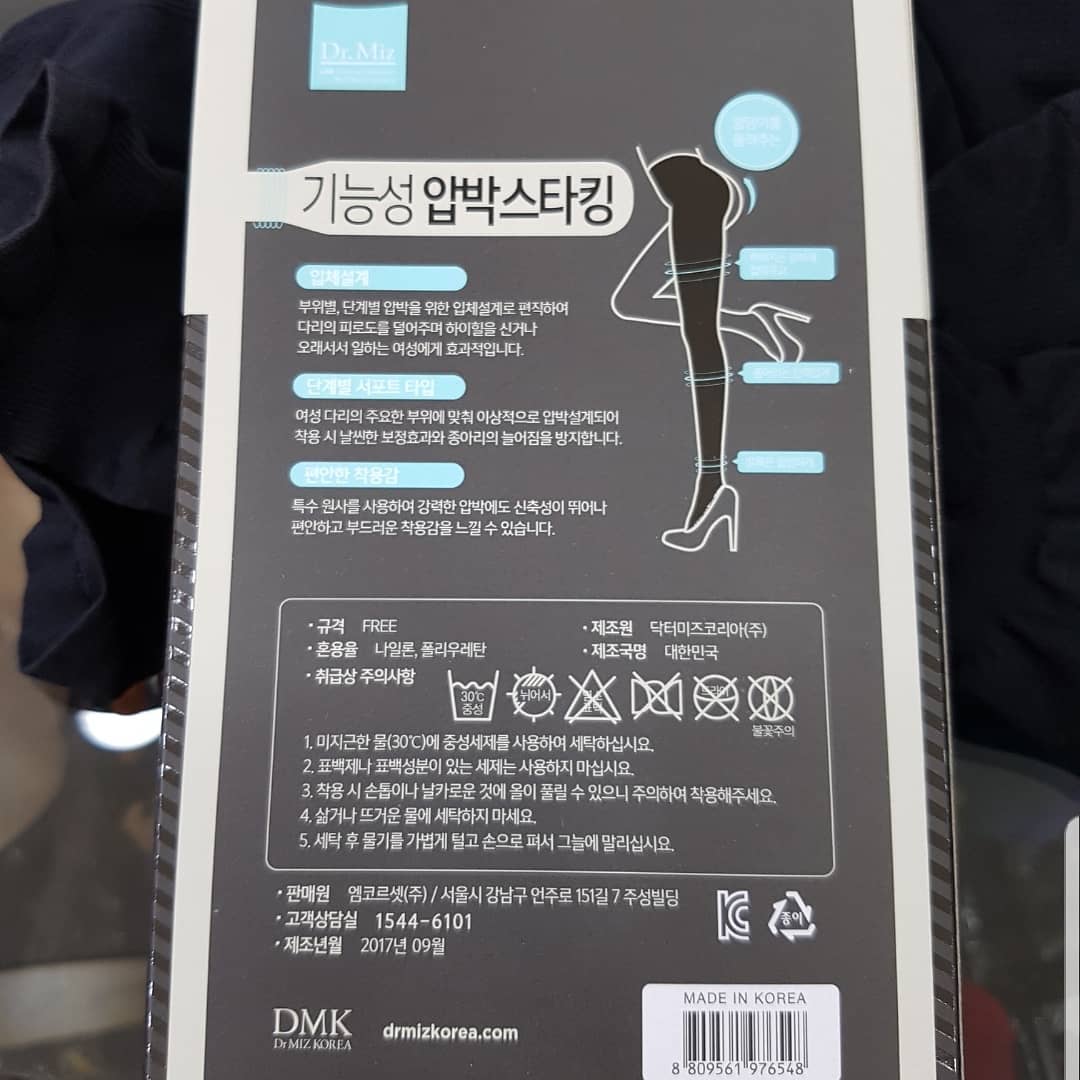 Dr.Miz
기능성 압박스타킹
입체설계
부위별, 단계별 압박을 위한 입체설계로 편직하여
다리의 피로도를 덜어주며 하이힐을 신거나
오래서서 일하는 여성에게 효과적입니다.
단계별 서포트 타입
여성 다리의 주요한 부위에 맞춰 이상적으로 압박설계되어
착용 시 날씬한 보정효과와 종아리의 늘어짐을 방지합니다.
편안한 착용감
특수 원사를 사용하여 강력한 압박에도 신축성이 뛰어나
편안하고 부드러운 착용감을 느낄 수 있습니다.
· 규격 FREE
· 제조원 닥터미즈코리아(주)
· 혼용율 나일론, 폴리우레탄
· 제조국명 대한민국
· 취급상 주의사항
30℃
중성
뉘어서
염소
표백
드라이
불꽃주의
1. 미지근한 물(30℃)에 중성세제를 사용하여 세탁하십시요.
2. 표백제나 표백성분이 있는 세제는 사용하지 마십시요.
3. 착용 시 손톱이나 날카로운 것에 올이 풀릴 수 있으니 주의하여 착용해주세요.
4. 삶거나 뜨거운 물에 세탁하지 마세요.
5. 세탁 후 물기를 가볍게 털고 손으로 펴서 그늘에 말리십시요.
· 판매원 엠코르셋(주) / 서울시 강남구 언주로 151길 7 주성빌딩
· 고객상담실 1544-6101
· 제조년월 2017년 09월
종이
DMK
Dr MIZ KOREA
drmizkorea.com
MADE IN KOREA
8 809561 976548